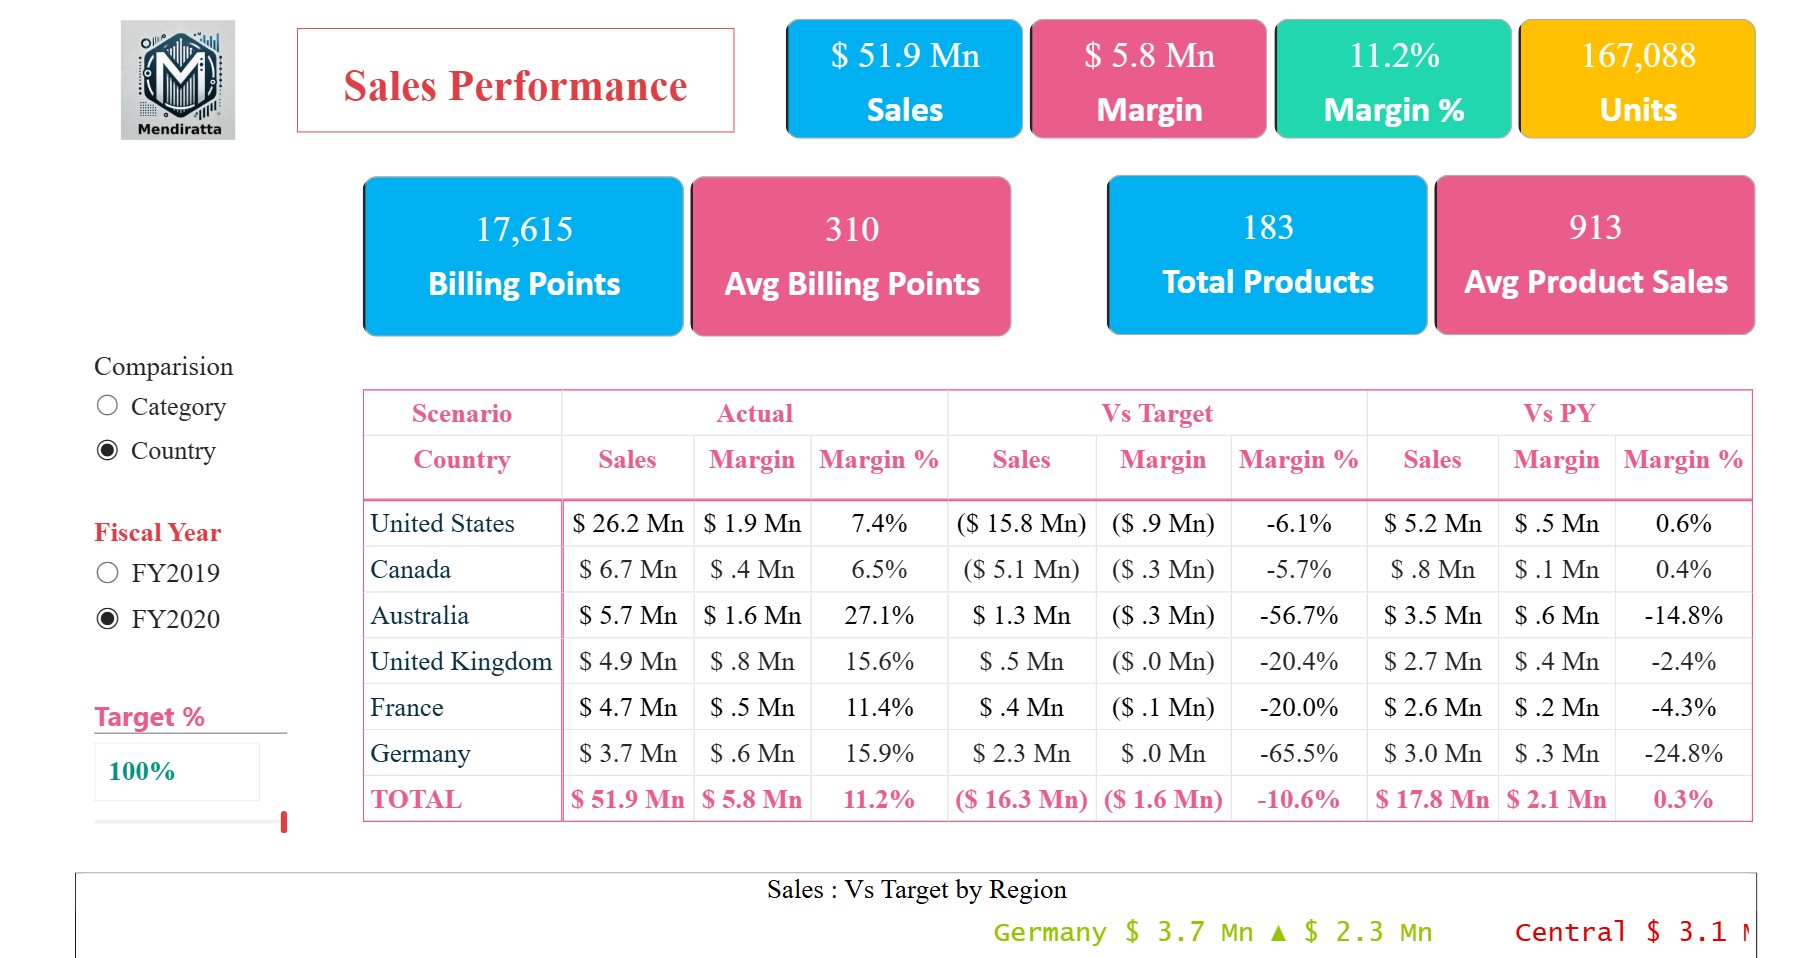 Mendiratta
Sales Performance
$ 51.9 Mn
Sales
$ 5.8 Mn
Margin
11.2%
Margin %
167,088
Units
17,615
Billing Points
310
Avg Billing Points
183
Total Products
913
Avg Product Sales
Comparision
Category
Country
Fiscal Year
FY2019
FY2020
Target %
100%
Scenario Actual Vs Target Vs PY
Country Sales Margin Margin % Sales Margin Margin % Sales Margin Margin %
United States $ 26.2 Mn $ 1.9 Mn 7.4% ($ 15.8 Mn) ($ .9 Mn) -6.1% $ 5.2 Mn $ .5 Mn 0.6%
Canada $ 6.7 Mn $ .4 Mn 6.5% ($ 5.1 Mn) ($ .3 Mn) -5.7% $ .8 Mn $ .1 Mn 0.4%
Australia $ 5.7 Mn $ 1.6 Mn 27.1% $ 1.3 Mn ($ .3 Mn) -56.7% $ 3.5 Mn $ .6 Mn -14.8%
United Kingdom $ 4.9 Mn $ .8 Mn 15.6% $ .5 Mn ($ .0 Mn) -20.4% $ 2.7 Mn $ .4 Mn -2.4%
France $ 4.7 Mn $ .5 Mn 11.4% $ .4 Mn ($ .1 Mn) -20.0% $ 2.6 Mn $ .2 Mn -4.3%
Germany $ 3.7 Mn $ .6 Mn 15.9% $ 2.3 Mn $ .0 Mn -65.5% $ 3.0 Mn $ .3 Mn -24.8%
TOTAL $ 51.9 Mn $ 5.8 Mn 11.2% ($ 16.3 Mn) ($ 1.6 Mn) -10.6% $ 17.8 Mn $ 2.1 Mn 0.3%
Sales : Vs Target by Region
Germany $ 3.7 Mn ▲ $ 2.3 Mn Central $ 3.1